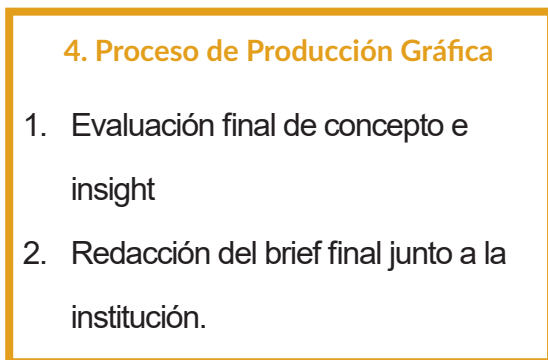 4. Proceso de Producción Gráfica
1. Evaluación final de concepto e
insight
2. Redacción del brief final junto a la
institución.